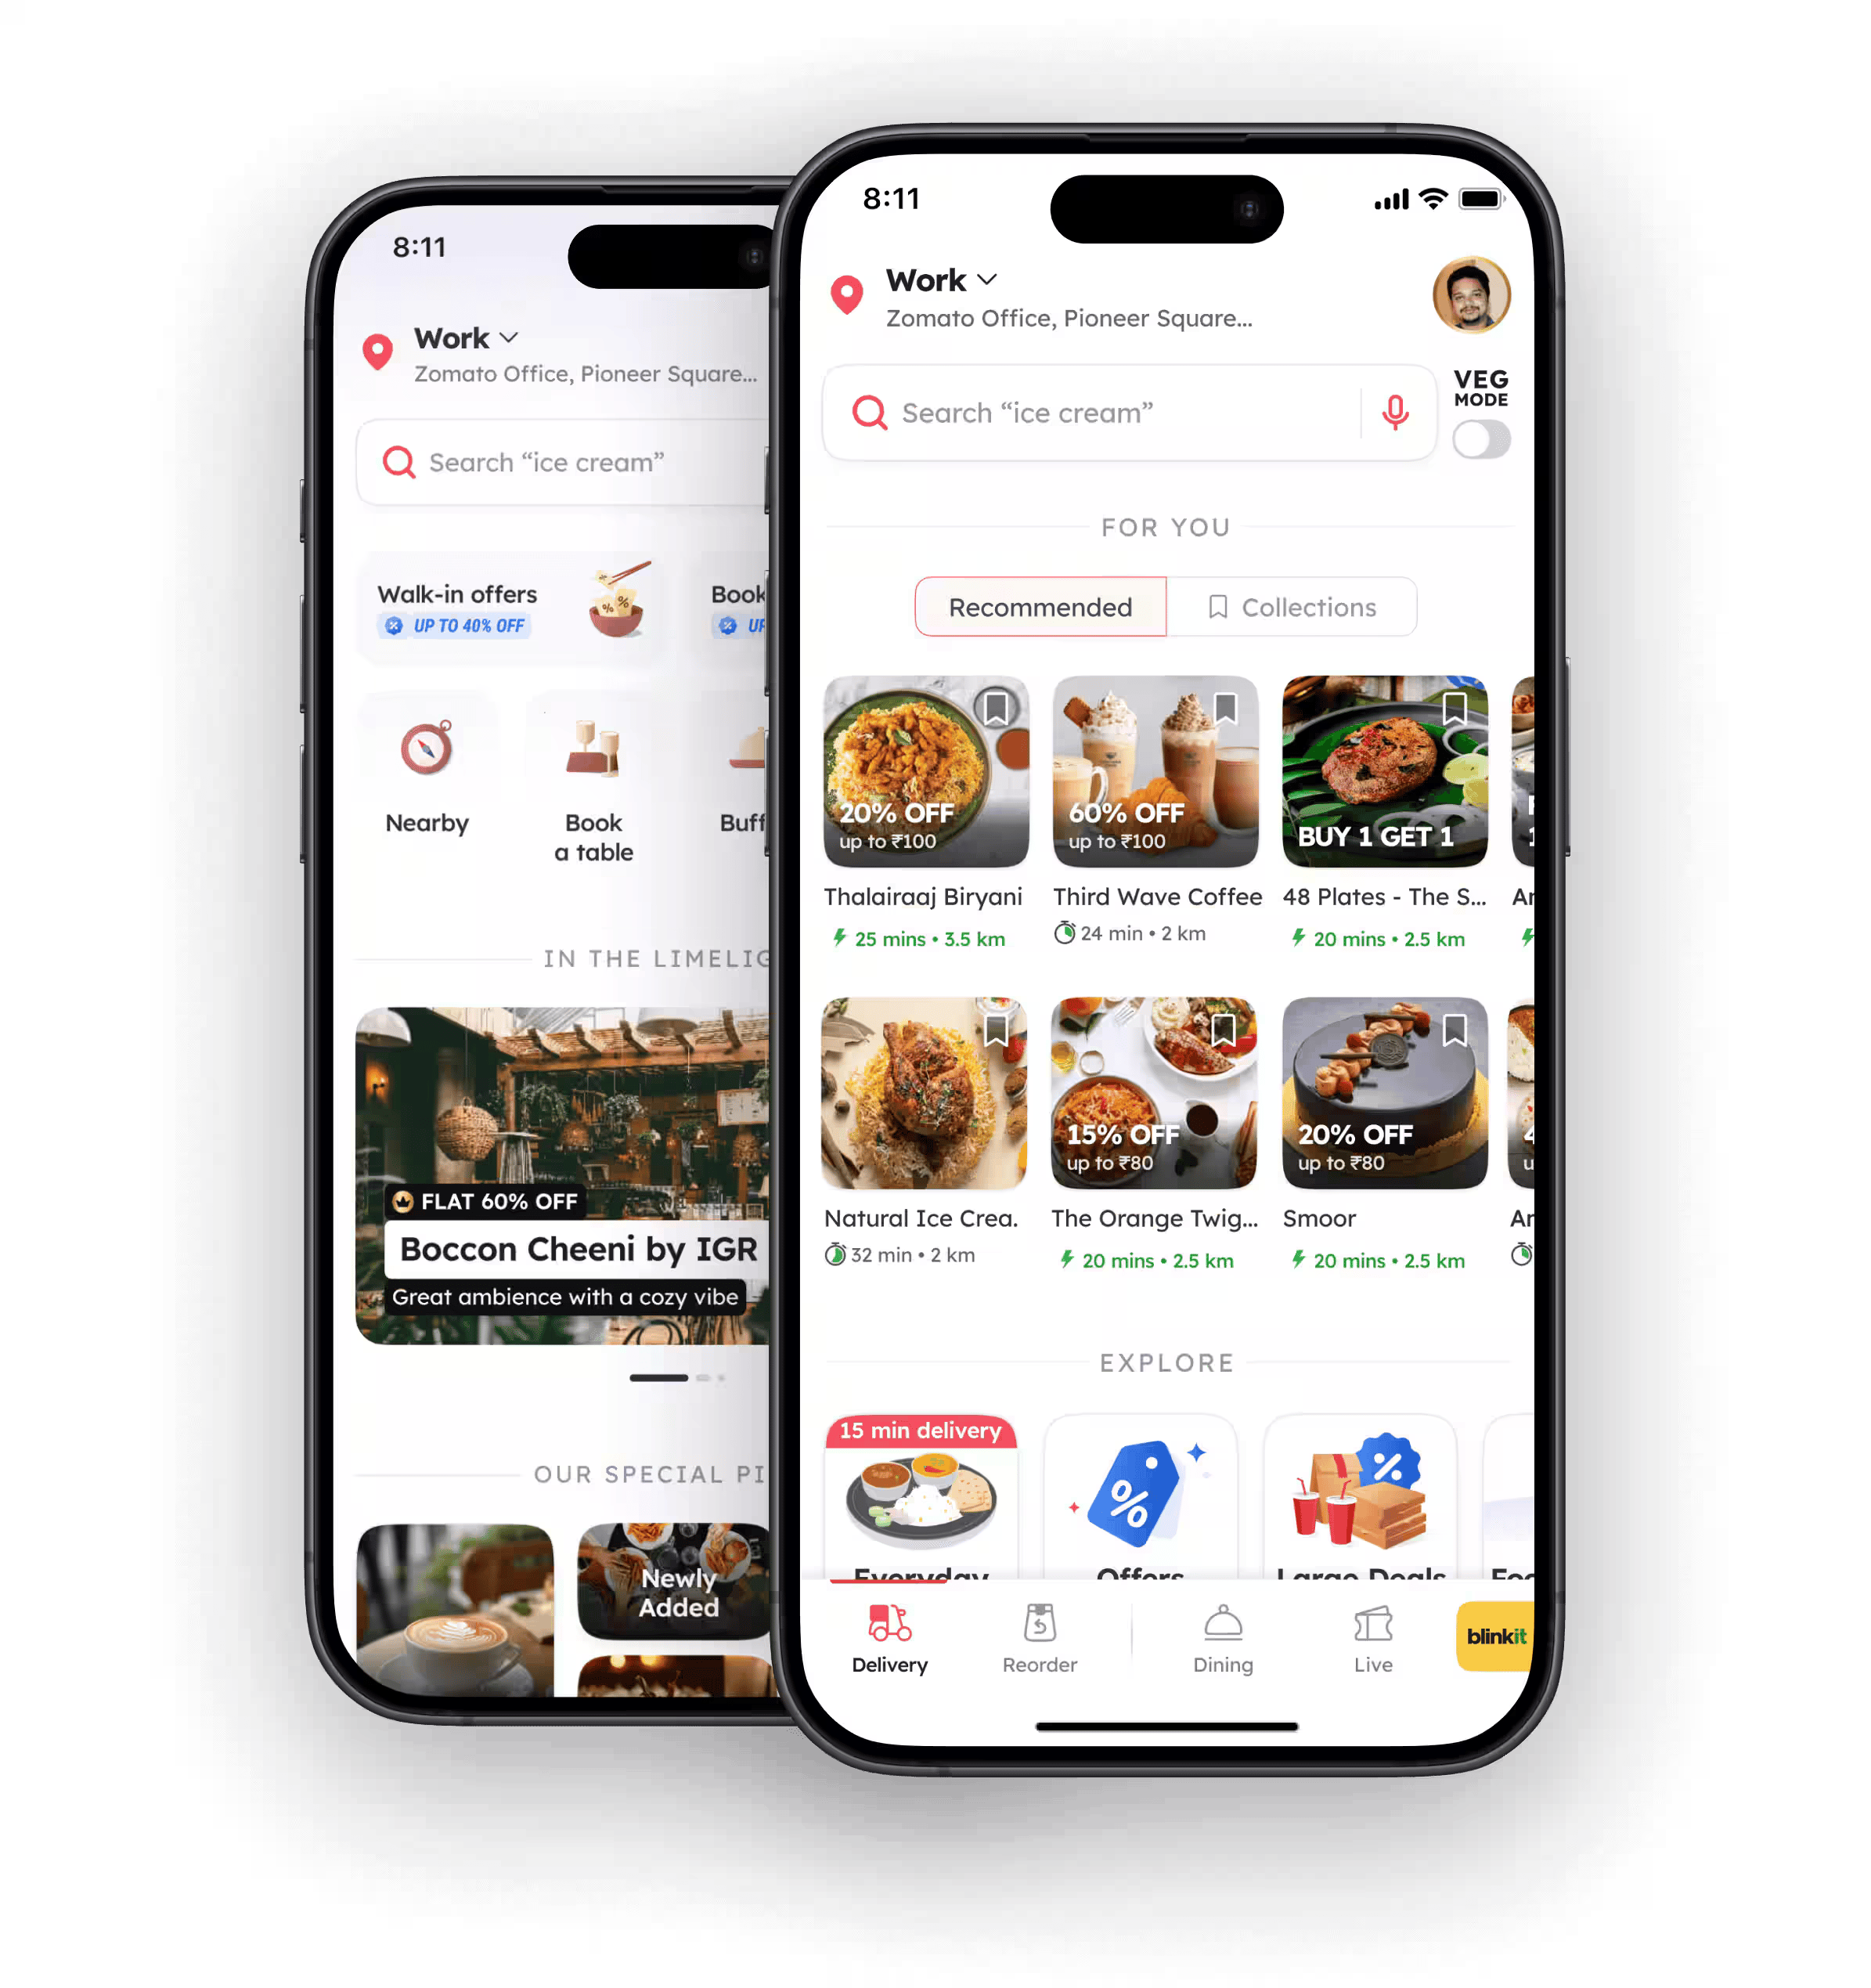 8:11
Work
Zomato Office, Pioneer Square...
Search “ice cream”
Walk-in offers
UP TO 40% OFF
Book
Nearby
Book
a table
IN THE
FLAT 60% OFF
Boccon Cheeni by IGR
Great ambience with a cozy vibe
OUR SPECIAL
Newly
Added
8:11
Work
Zomato Office, Pioneer Square...
Search “ice cream”
VEG
MODE
FOR YOU
Recommended
Collections
20% OFF
up to ₹100
60% OFF
up to ₹100
BUY 1 GET 1
Thalairaaj Biryani
Third Wave Coffee
48 Plates - The S...
25 mins • 3.5 km
24 min • 2 km
20 mins • 2.5 km
15% OFF
up to ₹80
20% OFF
up to ₹80
Natural Ice Crea.
The Orange Twig...
Smoor
32 min • 2 km
20 mins • 2.5 km
20 mins • 2.5 km
EXPLORE
15 min delivery
Everyday
Offers
Large Deals
Delivery
Reorder
Dining
Live
blinkit